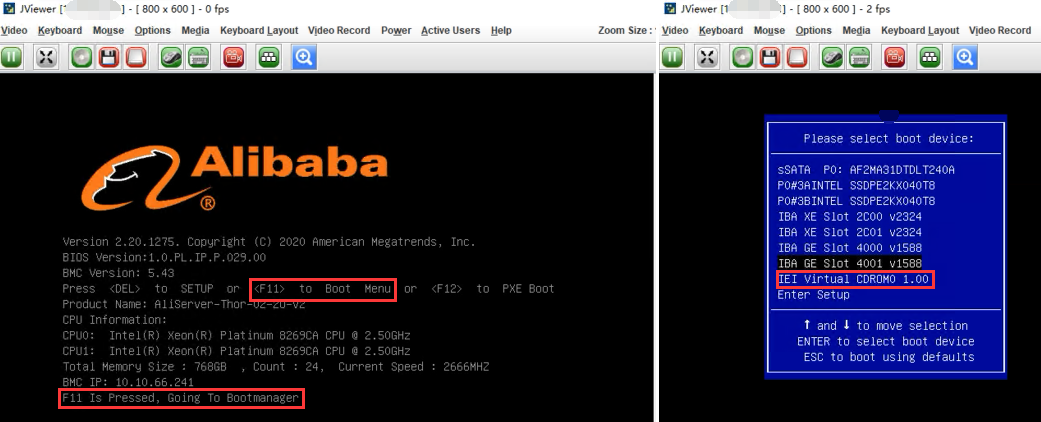 JViewer [1 ] - [ 800 x 600 ] - 0 fps
Video Keyboard Mouse Options Media Keyboard Layout Video Record Power Active Users Help Zoom Size :
Alibaba
®
Version 2.20.1275. Copyright (C) 2020 American Megatrends, Inc.
BIOS Version:1.0.PL.IP.P.029.00
BMC Version: 5.43
Press <DEL> to SETUP or <F11> to Boot Menu or <F12> to PXE Boot
Product Name: AliServer-Thor-02-2U-v2
CPU Information:
CPU0: Intel(R) Xeon(R) Platinum 8269CA CPU @ 2.50GHz
CPU1: Intel(R) Xeon(R) Platinum 8269CA CPU @ 2.50GHz
Total Memory Size : 768GB , Count : 24, Current Speed : 2666MHZ
BMC IP: 10.10.66.241
F11 Is Pressed, Going To Bootmanager
JViewer [1 ] - [ 800 x 600 ] - 2 fps
Video Keyboard Mouse Options Media Keyboard Layout Video Record
Please select boot device:
sSATA P0: AF2MA31DTDLT240A
P0#3AINTEL SSDPE2KX040T8
P0#3BINTEL SSDPE2KX040T8
IBA XE Slot 2C00 v2324
IBA XE Slot 2C01 v2324
IBA GE Slot 4000 v1588
IBA GE Slot 4001 v1588
IEI Virtual CDROM0 1.00
Enter Setup
↑ and ↓ to move selection
ENTER to select boot device
ESC to boot using defaults